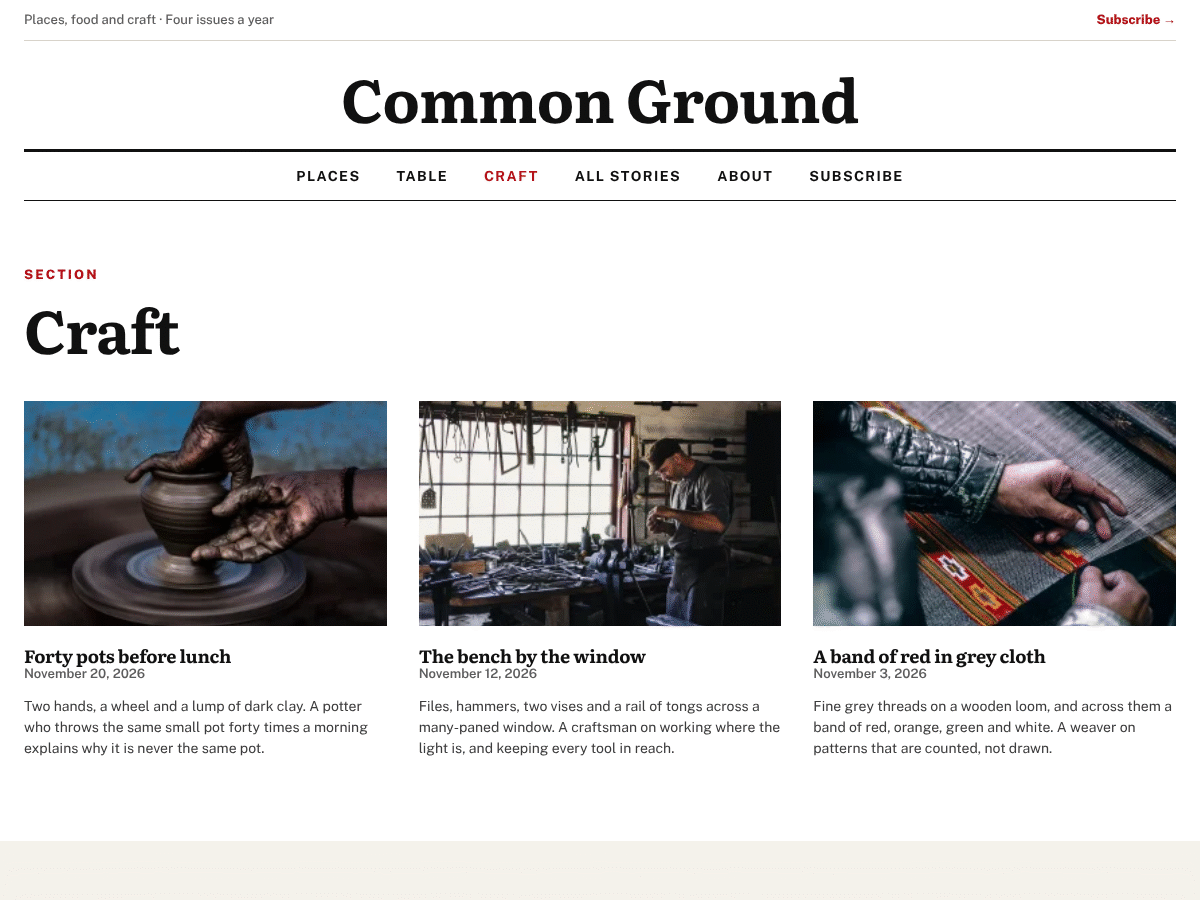 Places, food and craft · Four issues a year
Subscribe →
Common Ground
PLACES TABLE CRAFT ALL STORIES ABOUT SUBSCRIBE
SECTION
Craft
Forty pots before lunch
November 20, 2026
Two hands, a wheel and a lump of dark clay. A potter
who throws the same small pot forty times a morning
explains why it is never the same pot.
The bench by the window
November 12, 2026
Files, hammers, two vises and a rail of tongs across a
many-paned window. A craftsman on working where the
light is, and keeping every tool in reach.
A band of red in grey cloth
November 3, 2026
Fine grey threads on a wooden loom, and across them a
band of red, orange, green and white. A weaver on
patterns that are counted, not drawn.